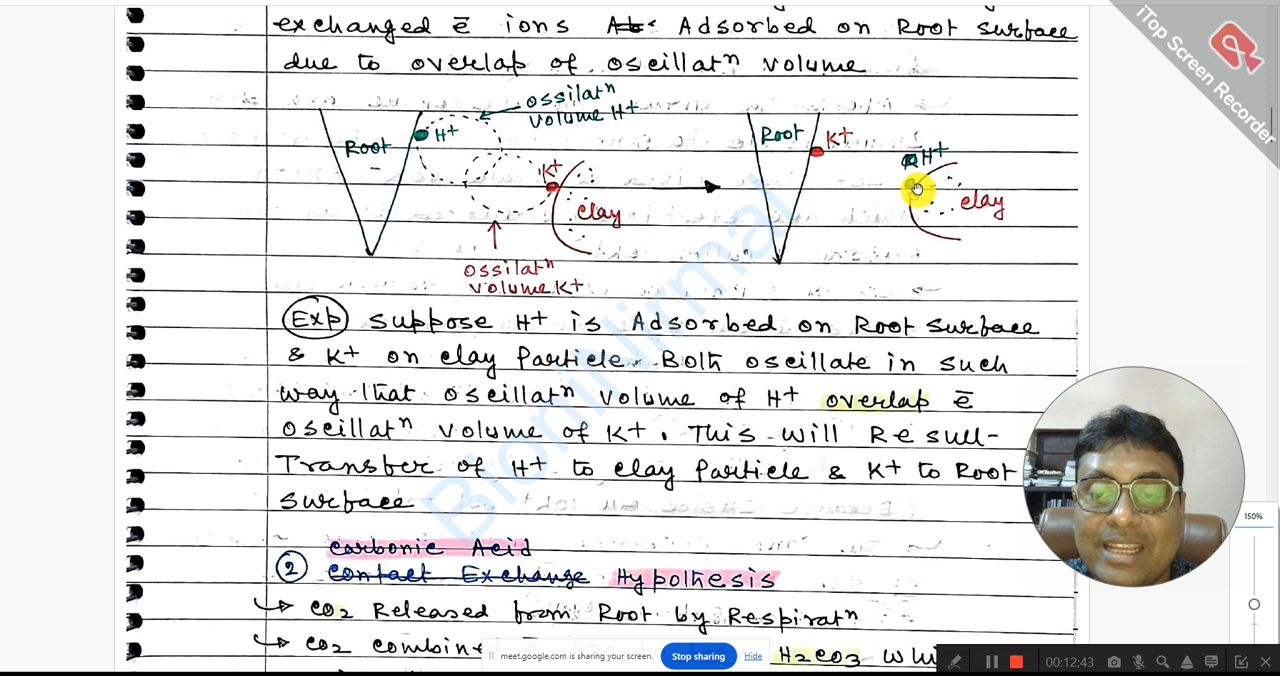 exchanged ē ions Adsorbed on Root surface
due to overlap of oscillatⁿ volume
ossilatⁿ
volume H+
Root
H+
K+
clay
ossilatⁿ
volume K+
Root
K+
H+
clay
Exp suppose H+ is Adsorbed on Root surface
& K+ on clay Particle. Both oscillate in such
way that oscillatⁿ volume of H+ overlap ē
oscillatⁿ volume of K+. This will Result
Transfer of H+ to clay Particle & K+ to Root
surface
carbonic Acid
② contact Exchange Hypothesis
↳ CO2 Released from Root by Respiratⁿ
↳ CO2 combine H2CO3
Biomlirmal
iTop Screen Recorder
150%
meet.google.com is sharing your screen.
Stop sharing
Hide
00:12:43